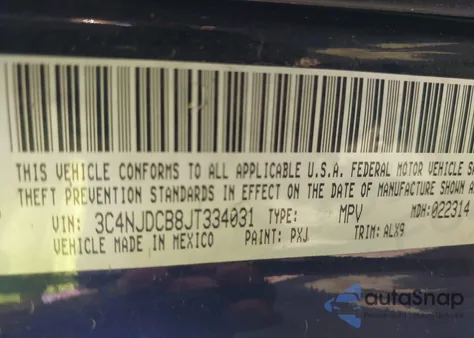 THIS VEHICLE CONFORMS TO ALL APPLICABLE U.S.A. FEDERAL MOTOR VEHICLE
THEFT PREVENTION STANDARDS IN EFFECT ON THE DATE OF MANUFACTURE SHOWN
VIN: 3C4NJDCB8JT334031 TYPE: MPV MDH: 022314
VEHICLE MADE IN MEXICO PAINT: PXJ TRIM: ALX9
autoSnap